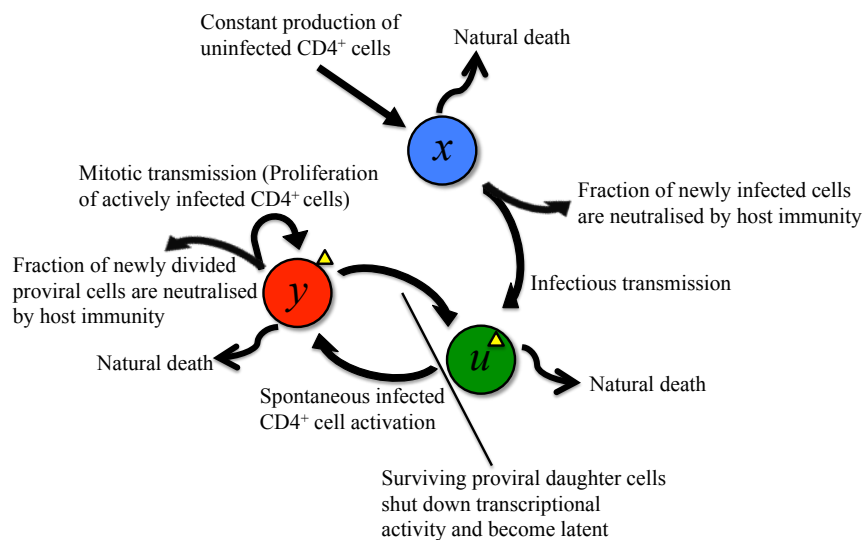 Constant production of
uninfected CD4⁺ cells
Natural death
x
Mitotic transmission (Proliferation
of actively infected CD4⁺ cells)
Fraction of newly infected cells
are neutralised by host immunity
Fraction of newly divided
proviral cells are neutralised
by host immunity
y
Infectious transmission
u
Natural death
Natural death
Spontaneous infected
CD4⁺ cell activation
Surviving proviral daughter cells
shut down transcriptional
activity and become latent